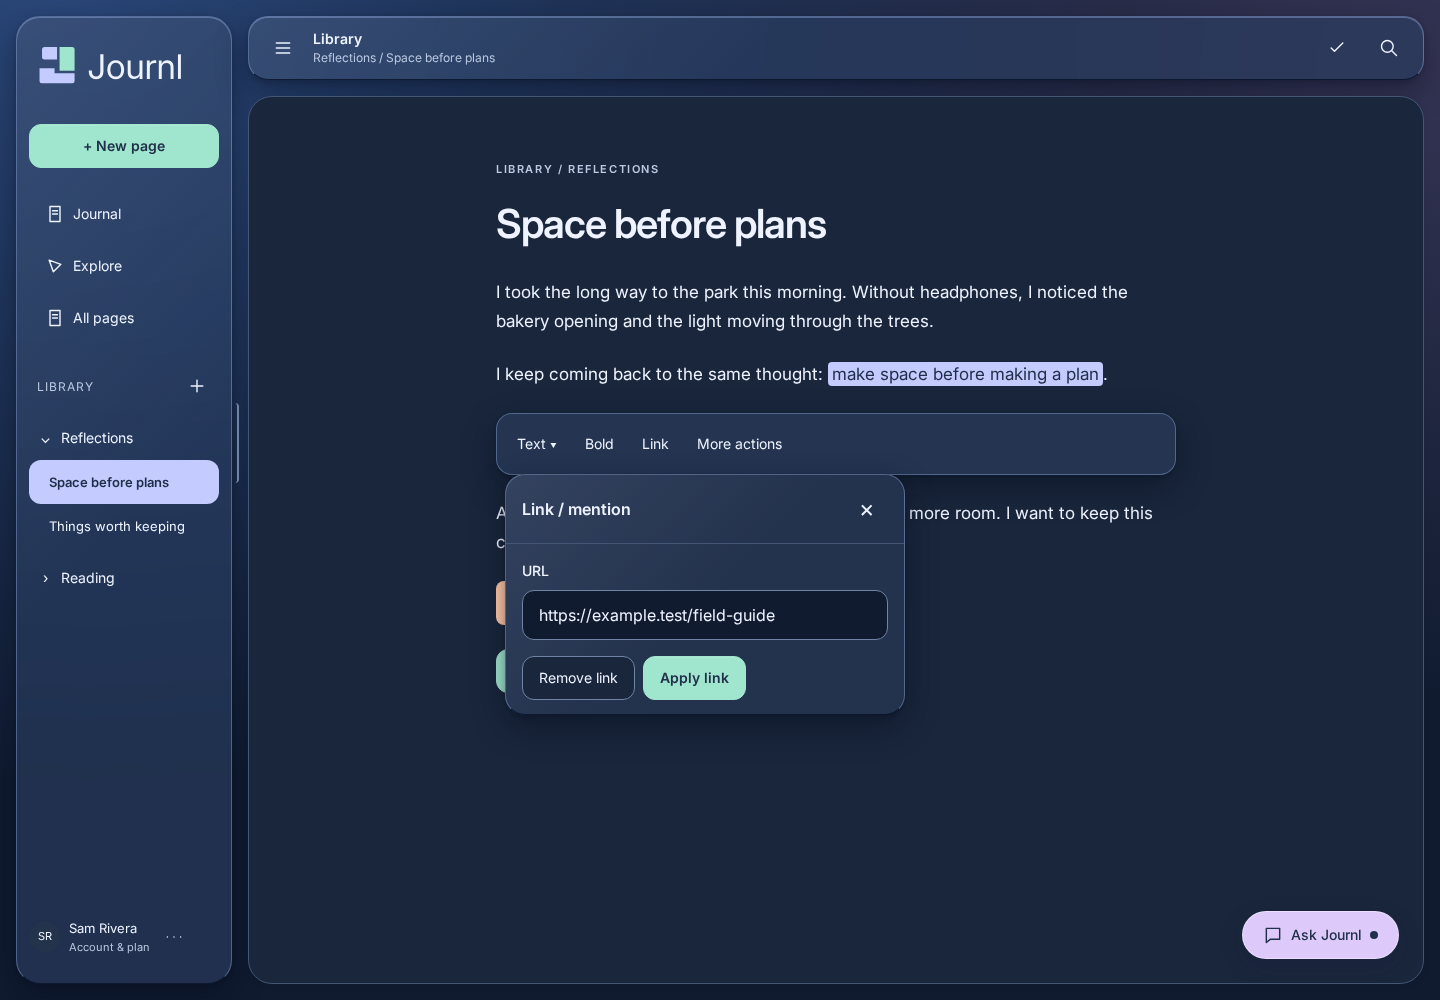 Journl
+ New page
Journal
Explore
All pages
LIBRARY
Reflections
Space before plans
Things worth keeping
Reading
SR
Sam Rivera
Account & plan
...
Library
Reflections / Space before plans
LIBRARY / REFLECTIONS
Space before plans
I took the long way to the park this morning. Without headphones, I noticed the
bakery opening and the light moving through the trees.
I keep coming back to the same thought: make space before making a plan.
Text
Bold
Link
More actions
more room. I want to keep this
Link / mention
URL
https://example.test/field-guide
Remove link
Apply link
Ask Journl